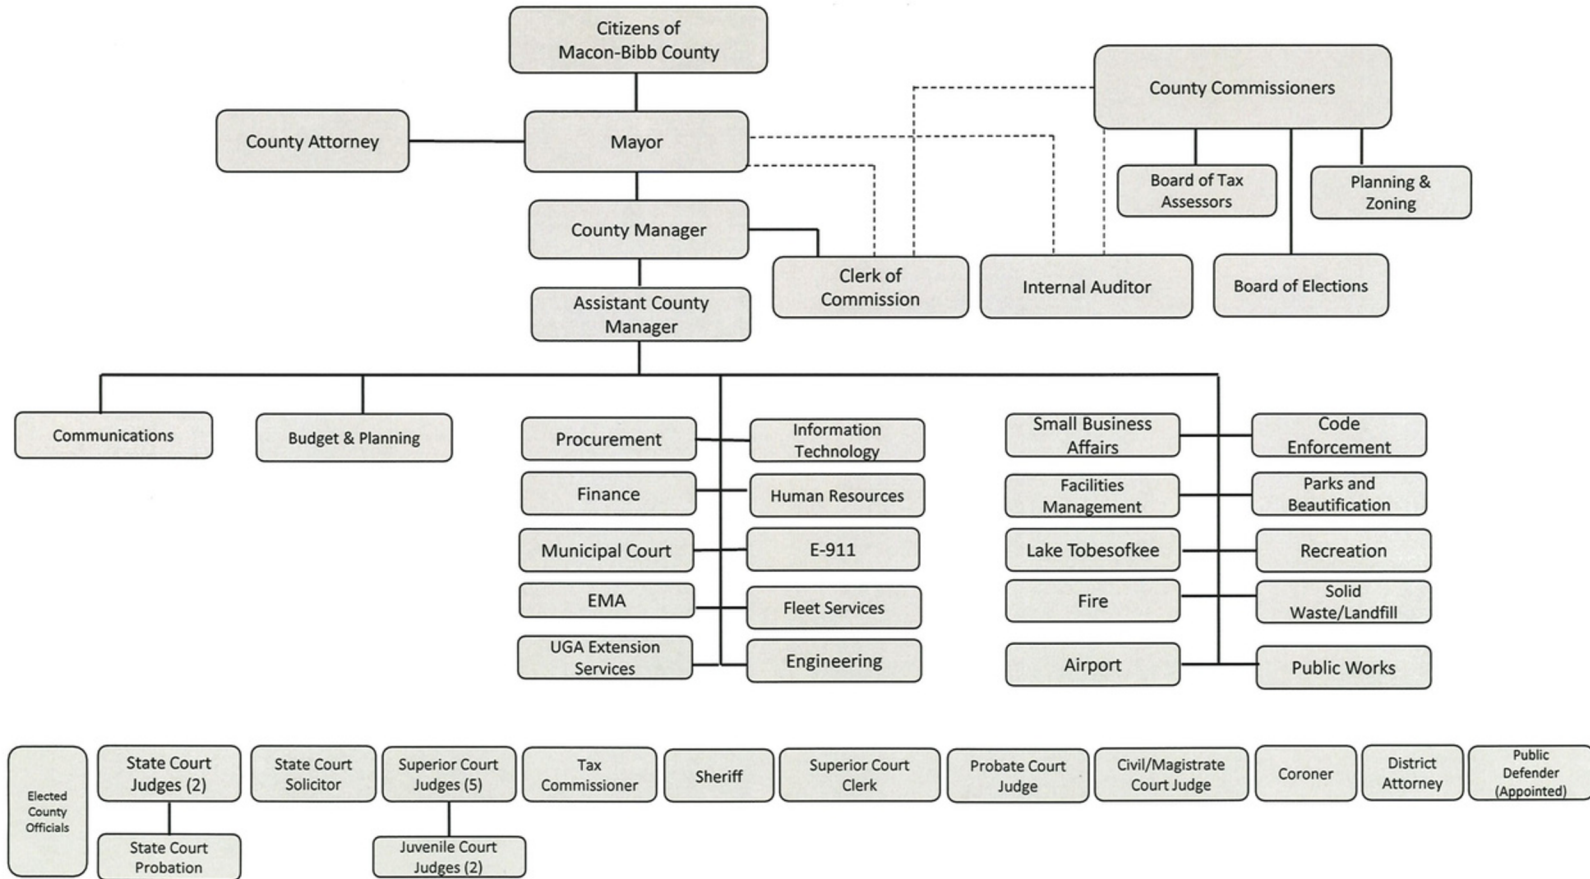 Citizens of
Macon-Bibb County
County Commissioners
County Attorney
Mayor
Board of Tax
Assessors
Planning &
Zoning
County Manager
Clerk of
Commission
Internal Auditor
Board of Elections
Assistant County
Manager
Communications
Budget & Planning
Procurement
Information
Technology
Small Business
Affairs
Code
Enforcement
Finance
Human Resources
Facilities
Management
Parks and
Beautification
Municipal Court
E-911
Lake Tobesofkee
Recreation
EMA
Fleet Services
Fire
Solid
Waste/Landfill
UGA Extension
Services
Engineering
Airport
Public Works
Elected
County
Officials
State Court
Judges (2)
State Court
Solicitor
Superior Court
Judges (5)
Tax
Commissioner
Sheriff
Superior Court
Clerk
Probate Court
Judge
Civil/Magistrate
Court Judge
Coroner
District
Attorney
Public
Defender
(Appointed)
State Court
Probation
Juvenile Court
Judges (2)